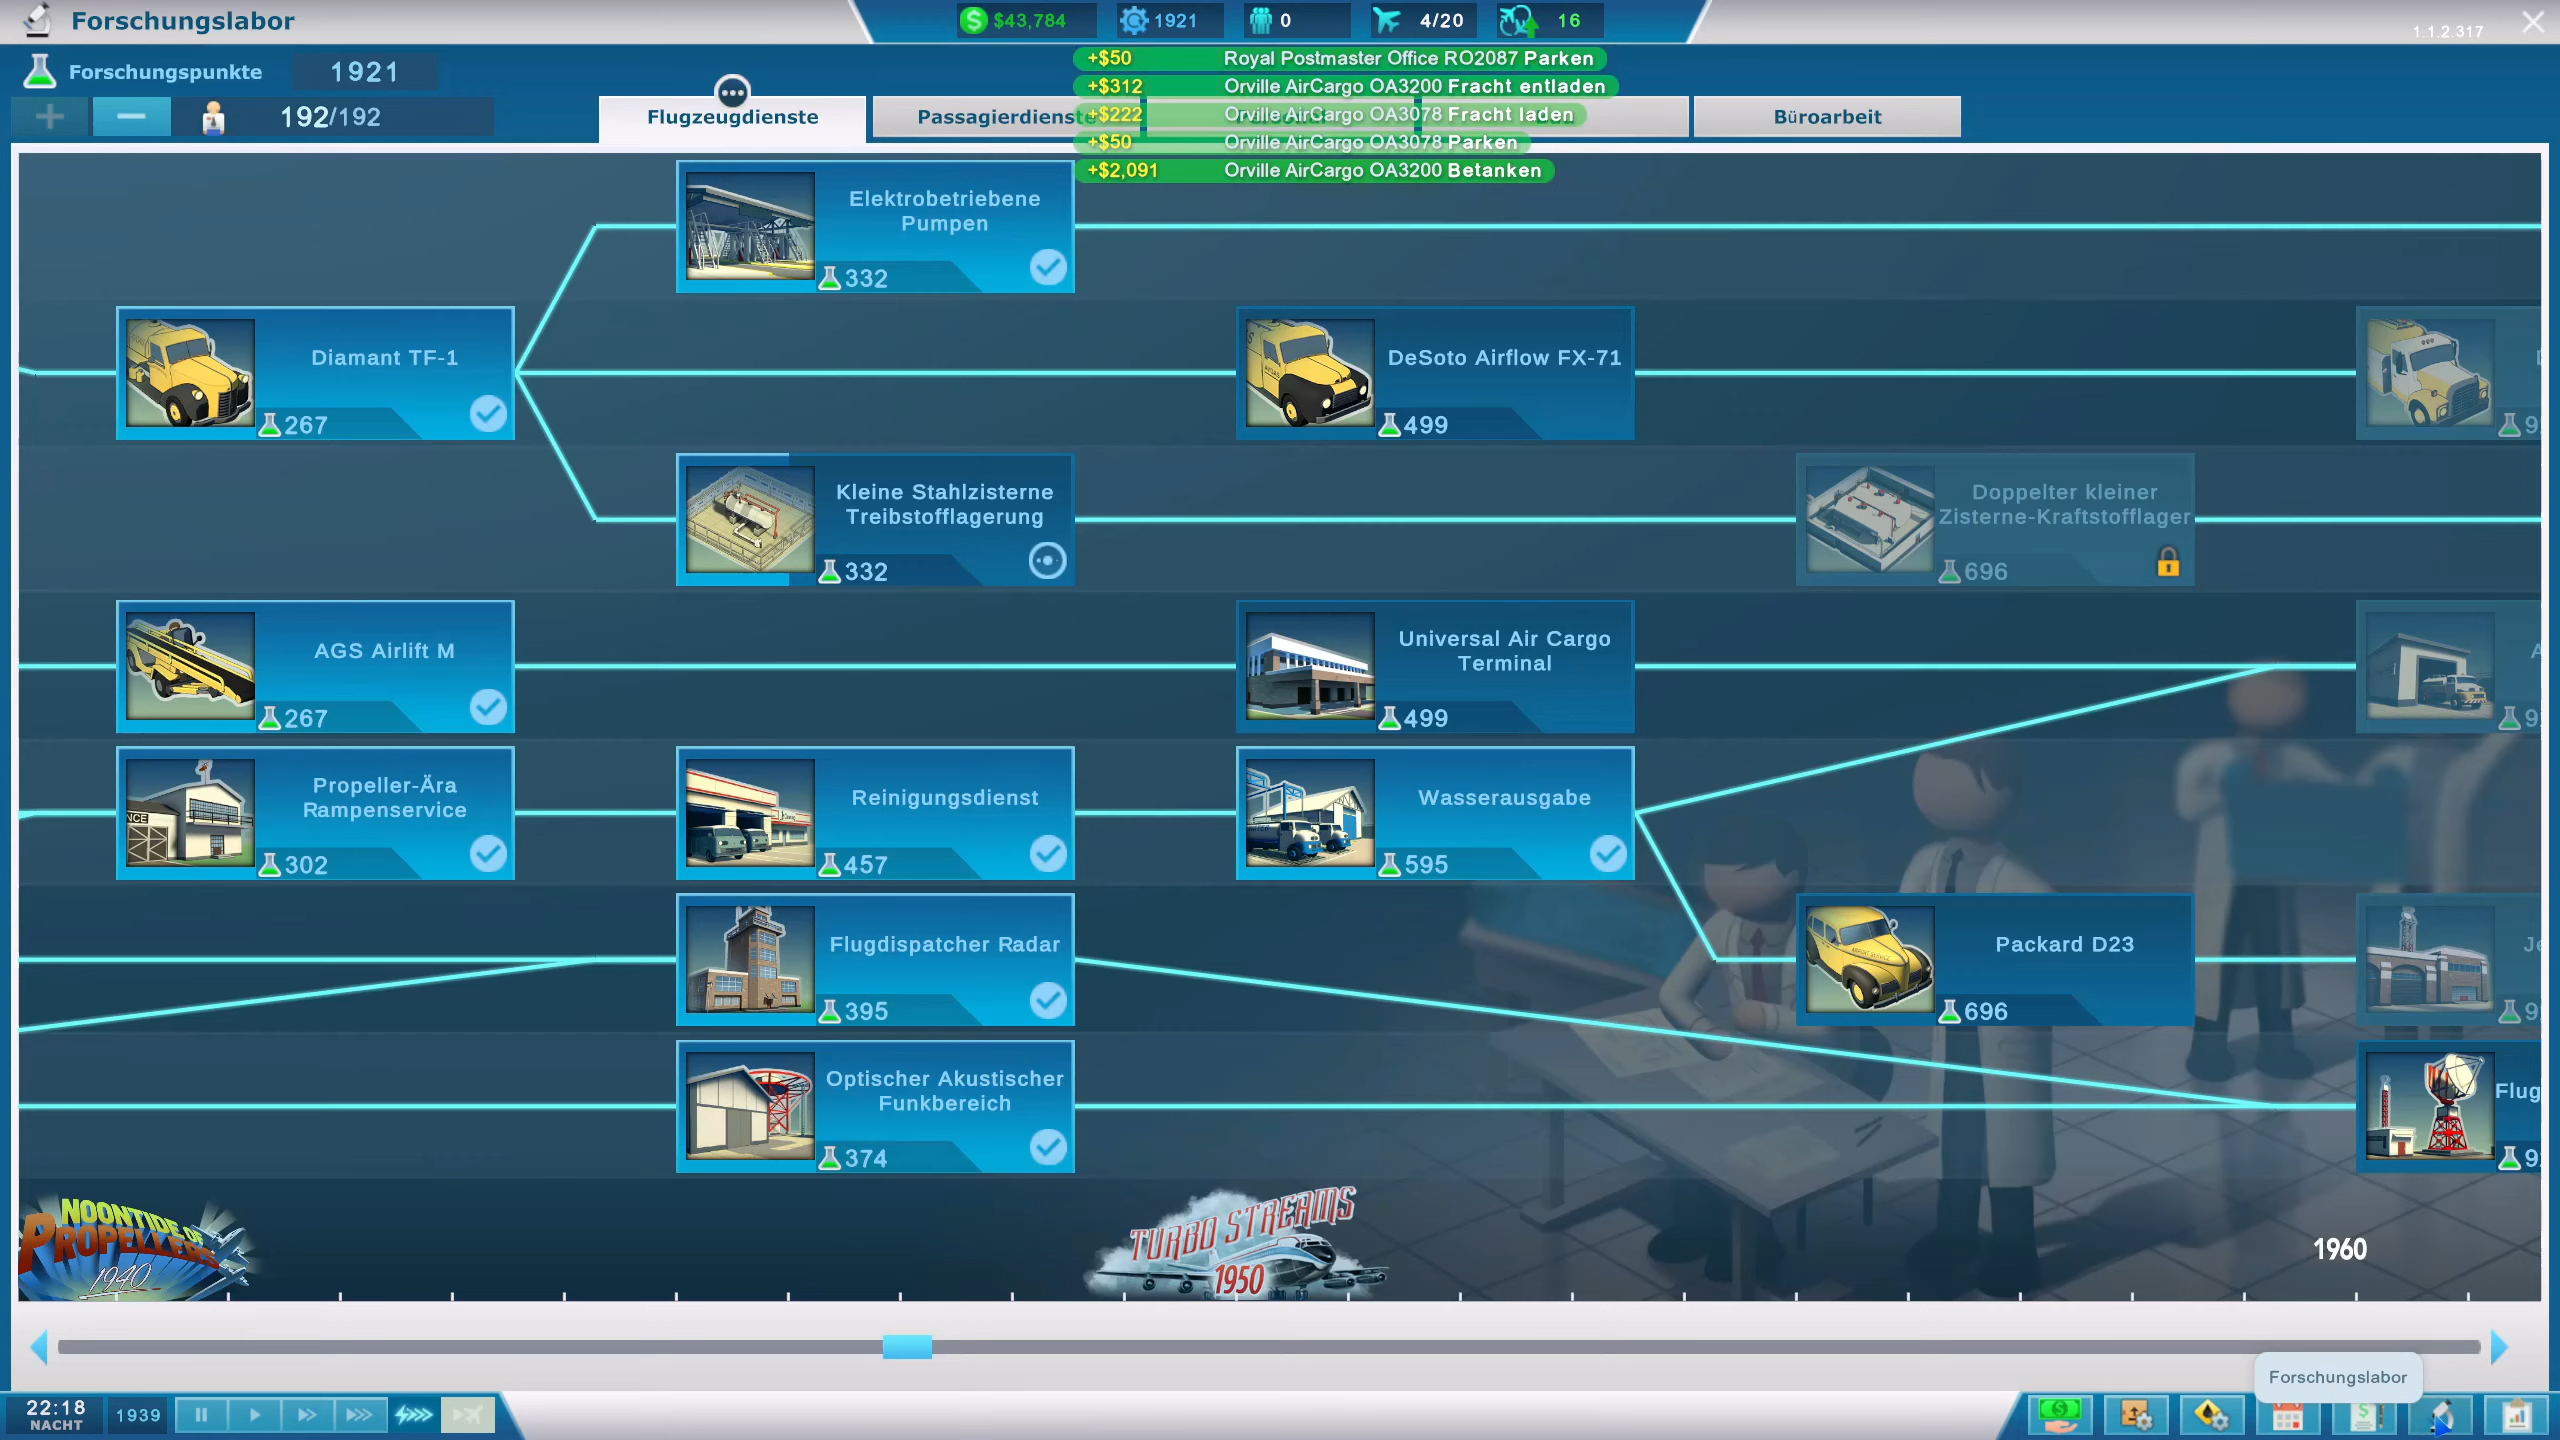 Forschungslabor
$43,784
1921
0
4/20
16
1.1.2.317
Forschungspunkte
1921
192/192
+$50 Royal Postmaster Office RO2087 Parken
+$312 Orville AirCargo OA3200 Fracht entladen
+$222 Orville AirCargo OA3078 Fracht laden
+$50 Orville AirCargo OA3078 Parken
+$2,091 Orville AirCargo OA3200 Betanken
Flugzeugdienste
Passagierdienste
Büroarbeit
Elektrobetriebene
Pumpen
332
Diamant TF-1
267
DeSoto Airflow FX-71
499
Kleine Stahlzisterne
Treibstofflagerung
332
Doppelter kleiner
Zisterne-Kraftstofflager
696
AGS Airlift M
267
Universal Air Cargo
Terminal
499
Propeller-Ära
Rampenservice
302
Reinigungsdienst
457
Wasserausgabe
595
Flugdispatcher Radar
395
Packard D23
696
Optischer Akustischer
Funkbereich
374
Flug
NOONTIDE OF
PROPELLERS
1940
TURBO STREAMS
1950
1960
Forschungslabor
22:18
NACHT
1939